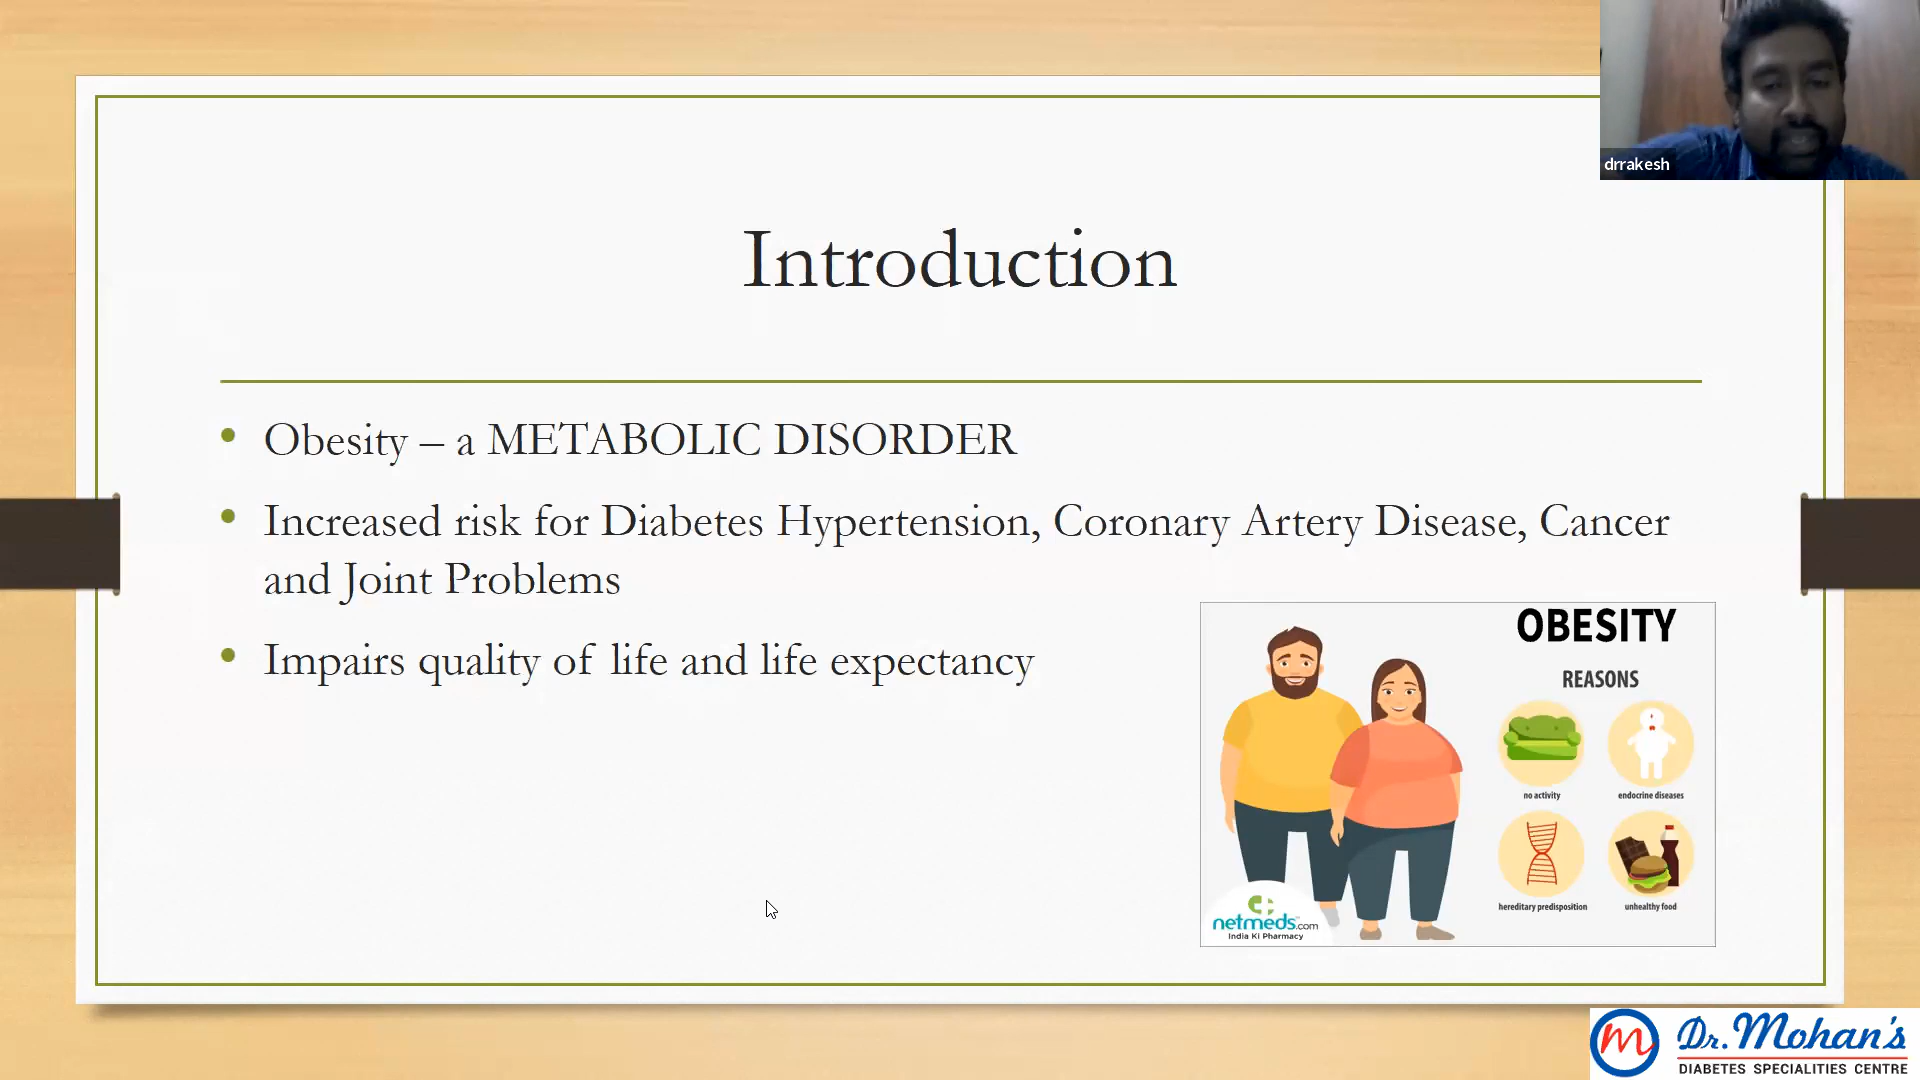 drrakesh
Introduction
• Obesity – a METABOLIC DISORDER
• Increased risk for Diabetes Hypertension, Coronary Artery Disease, Cancer
and Joint Problems
• Impairs quality of life and life expectancy
OBESITY
REASONS
no activity
endocrine diseases
hereditary predisposition
unhealthy food
netmeds.com
India Ki Pharmacy
m Dr. Mohan's
DIABETES SPECIALITIES CENTRE